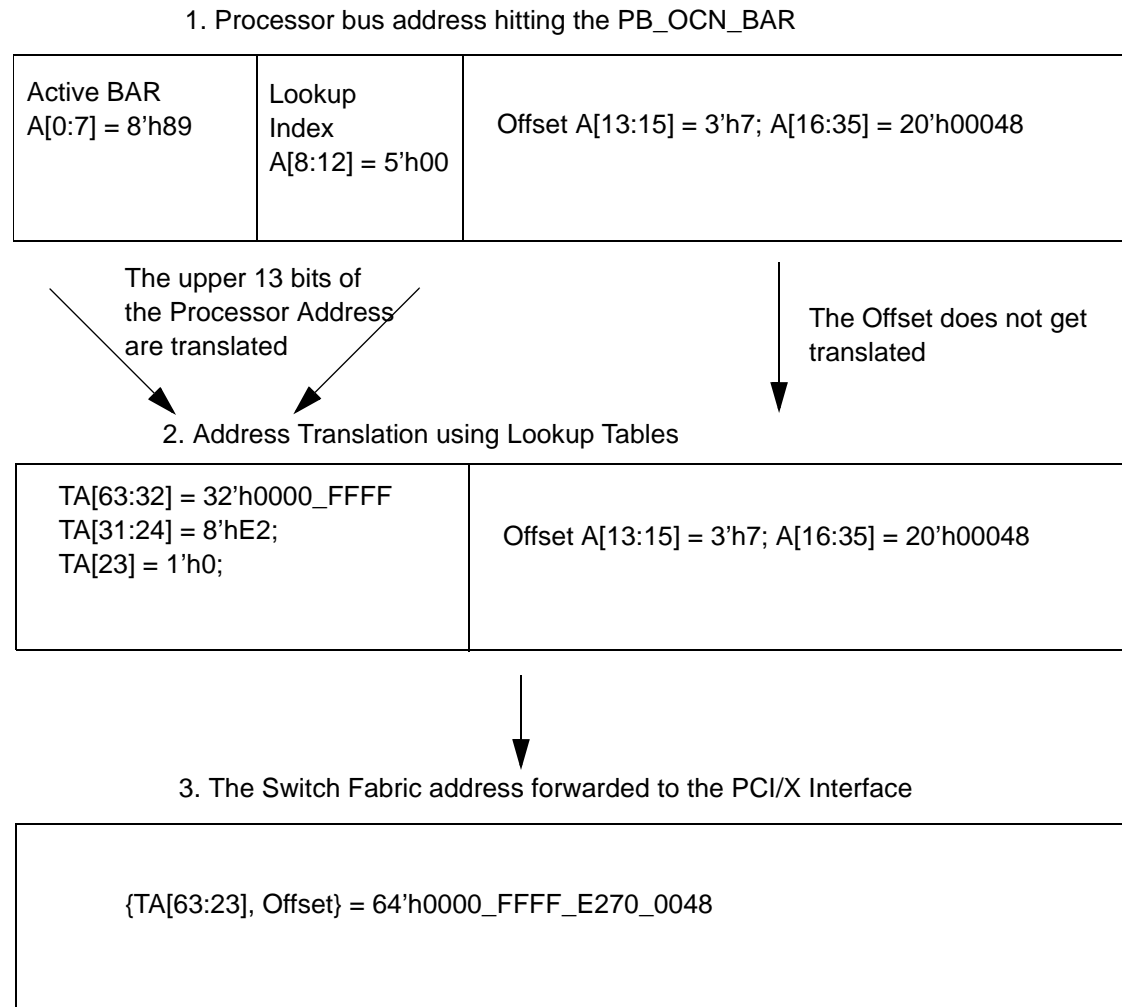 1. Processor bus address hitting the PB_OCN_BAR
Active BAR
A[0:7] = 8’h89
Lookup
Index
A[8:12] = 5’h00
Offset A[13:15] = 3’h7; A[16:35] = 20’h00048
The upper 13 bits of
the Processor Address
are translated
The Offset does not get
translated
2. Address Translation using Lookup Tables
TA[63:32] = 32’h0000_FFFF
TA[31:24] = 8’hE2;
TA[23] = 1’h0;
Offset A[13:15] = 3’h7; A[16:35] = 20’h00048
3. The Switch Fabric address forwarded to the PCI/X Interface
{TA[63:23], Offset} = 64’h0000_FFFF_E270_0048